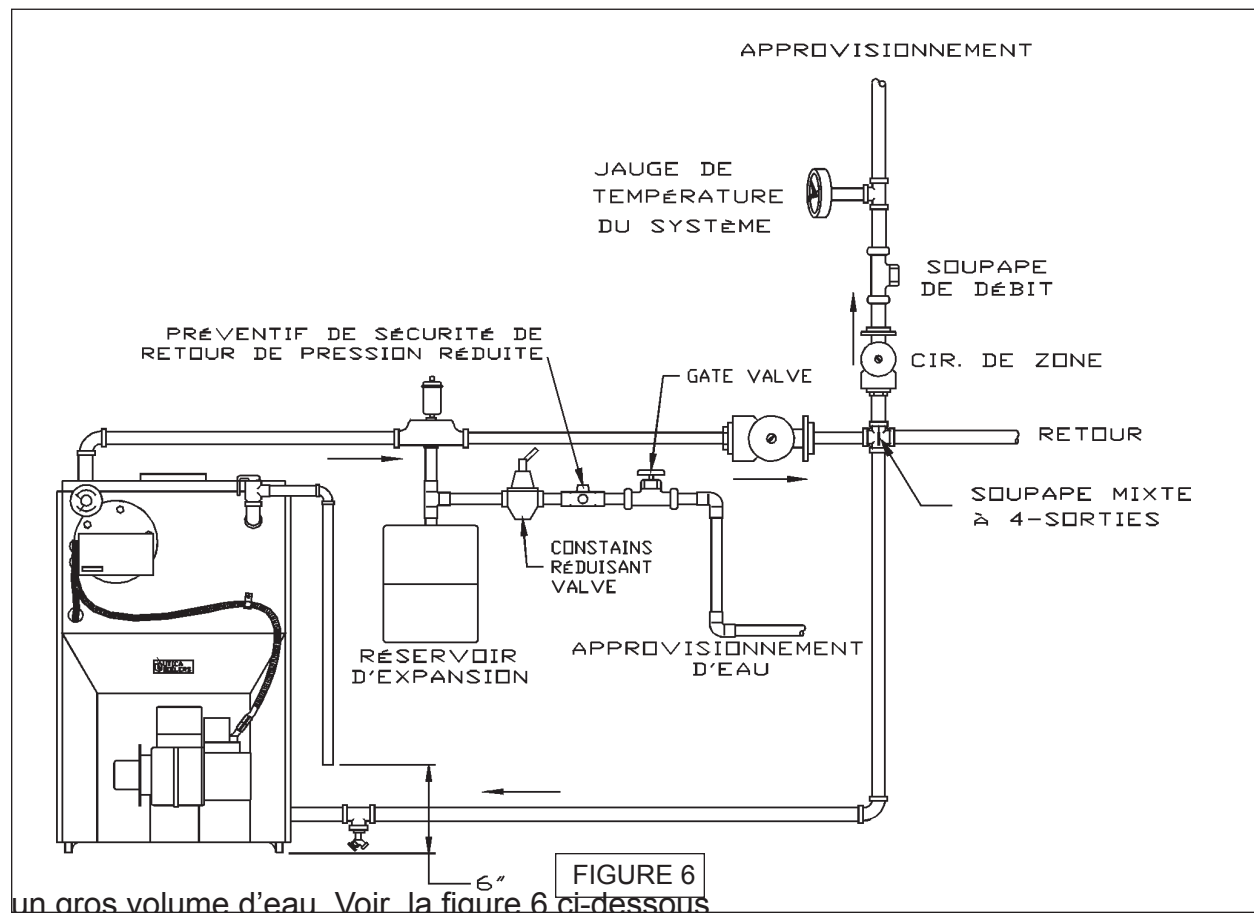 APPROVISIONNEMENT
JAUGE DE
TEMPÉRATURE
DU SYSTÈME
SOUPAPE
DE DÉBIT
PRÉVENTIF DE SÉCURITÉ DE
RETOUR DE PRESSION RÉDUITE
CIR. DE ZONE
GATE VALVE
RETOUR
SOUPAPE MIXTE
À 4-SORTIES
CONSTAINS
RÉDUISANT
VALVE
RÉSERVOIR
D'EXPANSION
APPROVISIONNEMENT
D'EAU
UTICA
BOILERS
6"
FIGURE 6
un gros volume d'eau. Voir la figure 6 ci-dessous